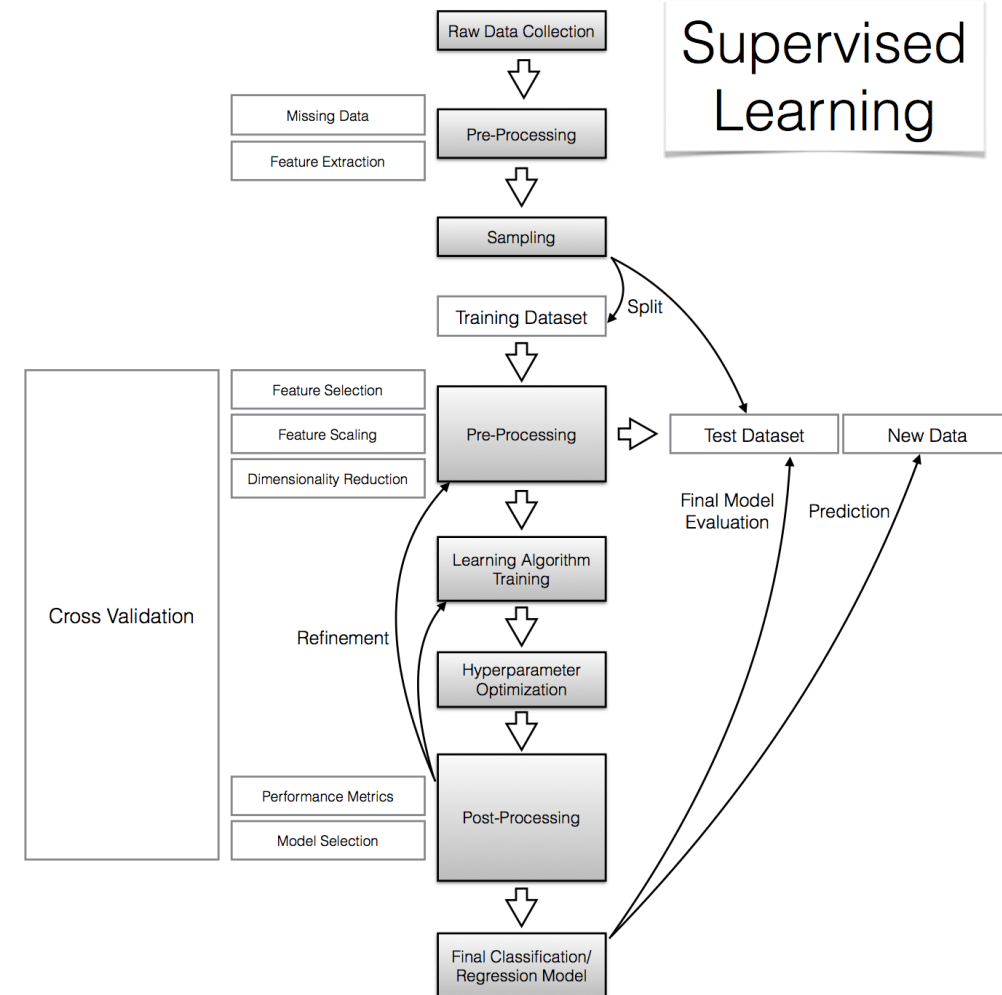 Raw Data Collection
Supervised
Learning
Missing Data
Pre-Processing
Feature Extraction
Sampling
Split
Training Dataset
Feature Selection
Feature Scaling
Pre-Processing
Test Dataset
New Data
Dimensionality Reduction
Final Model
Evaluation
Prediction
Learning Algorithm
Training
Cross Validation
Refinement
Hyperparameter
Optimization
Performance Metrics
Post-Processing
Model Selection
Final Classification/
Regression Model